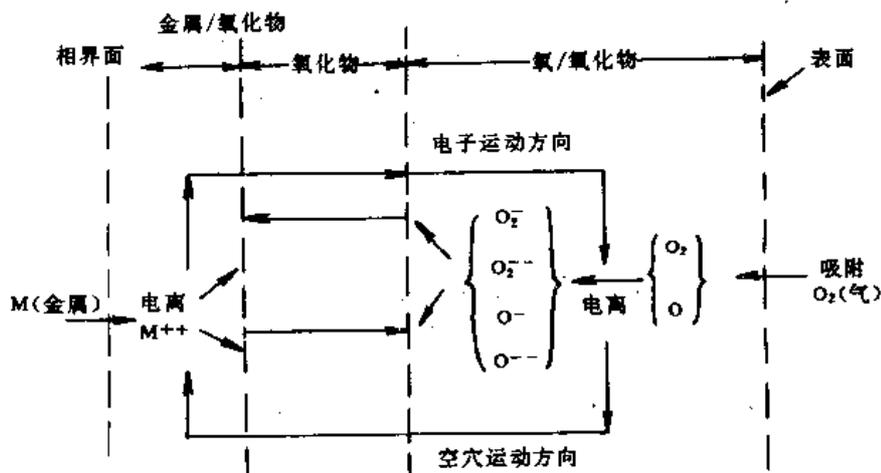 金属/氧化物
相界面
氧化物
氧/氧化物
表面
电子运动方向
O₂⁻
O₂⁻⁻
O⁻
O⁻⁻
O₂
O
M(金属)
电离
M⁺⁺
电离
吸附
O₂(气)
空穴运动方向